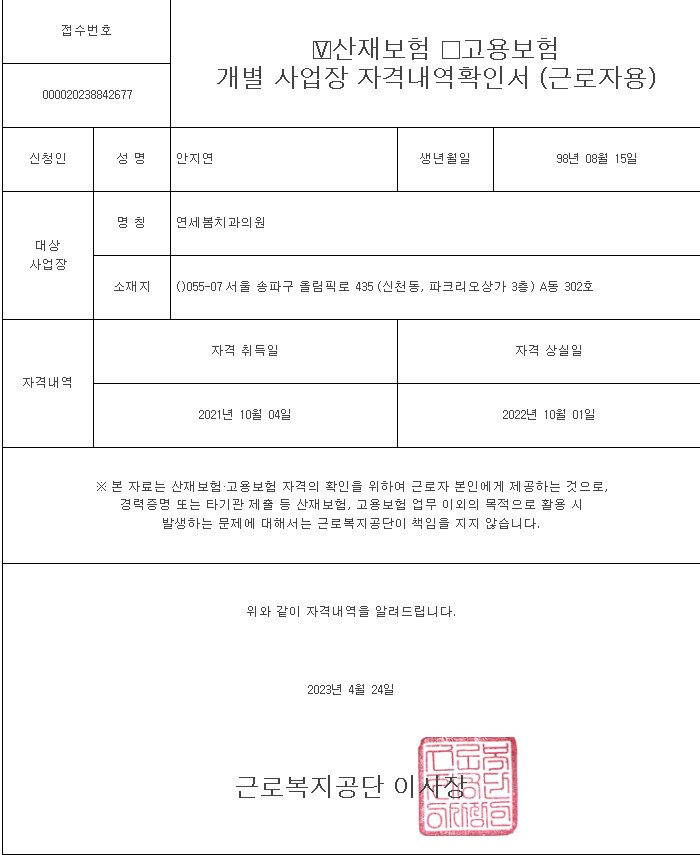 접수번호
000020238842677
☑산재보험 □고용보험
개별 사업장 자격내역확인서 (근로자용)
신청인 성 명 안지연 생년월일 98년 08월 15일
대상
사업장
명 칭 연세봄치과의원
소재지 ()055-07 서울 송파구 올림픽로 435 (신천동, 파크리오상가 3층) A동 302호
자격내역
자격 취득일 자격 상실일
2021년 10월 04일 2022년 10월 01일
※ 본 자료는 산재보험·고용보험 자격의 확인을 위하여 근로자 본인에게 제공하는 것으로,
경력증명 또는 타기관 제출 등 산재보험, 고용보험 업무 이외의 목적으로 활용 시
발생하는 문제에 대해서는 근로복지공단이 책임을 지지 않습니다.
위와 같이 자격내역을 알려드립니다.
2023년 4월 24일
근로복지공단 이사장